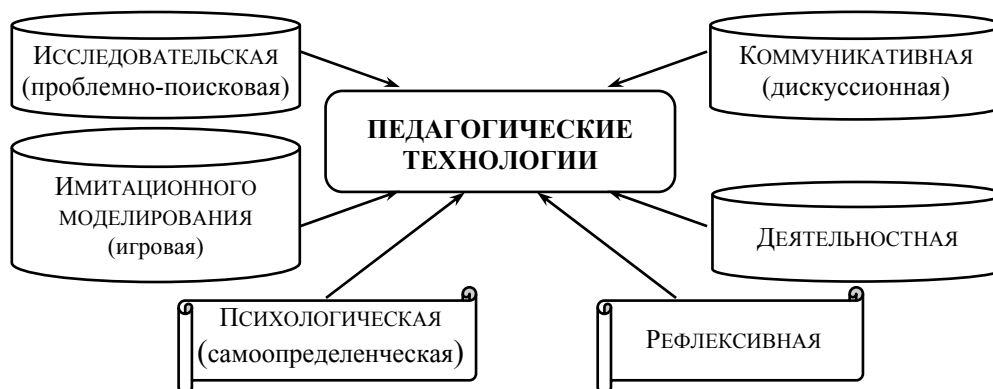 ИССЛЕДОВАТЕЛЬСКАЯ
(проблемно-поисковая)
КОММУНИКАТИВНАЯ
(дискуссионная)
ПЕДАГОГИЧЕСКИЕ
ТЕХНОЛОГИИ
ИМИТАЦИОННОГО
МОДЕЛИРОВАНИЯ
(игровая)
ДЕЯТЕЛЬНОСТНАЯ
ПСИХОЛОГИЧЕСКАЯ
(самоопределенческая)
РЕФЛЕКСИВНАЯ